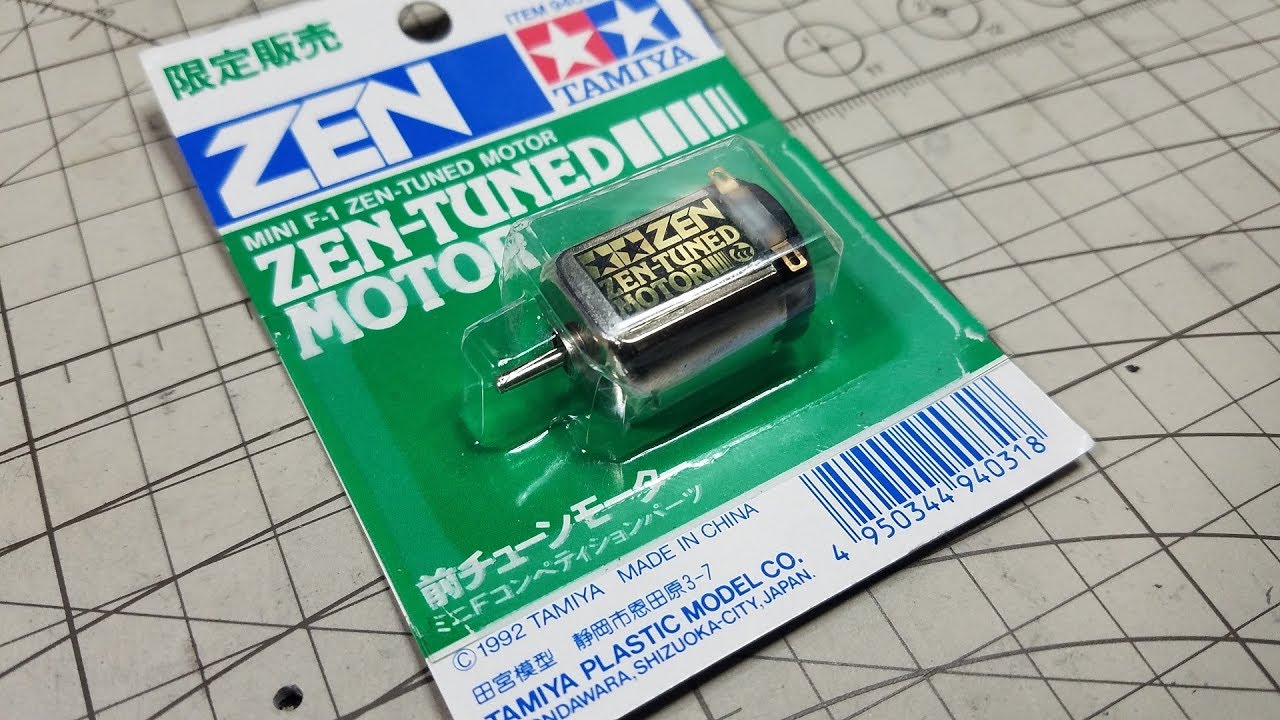 限定販売
ITEM 940
TAMIYA
ZEN
MINI F-1 ZEN-TUNED MOTOR
ZEN-TUNED
MOTOR
ZEN
ZEN-TUNED
MOTOR
前チューンモーター
ミニFコンペティションパーツ
© 1992 TAMIYA MADE IN CHINA
田宮模型 静岡市恩田原3-7
TAMIYA PLASTIC MODEL CO.
ONDAWARA, SHIZUOKA-CITY, JAPAN.
4 950344 940318